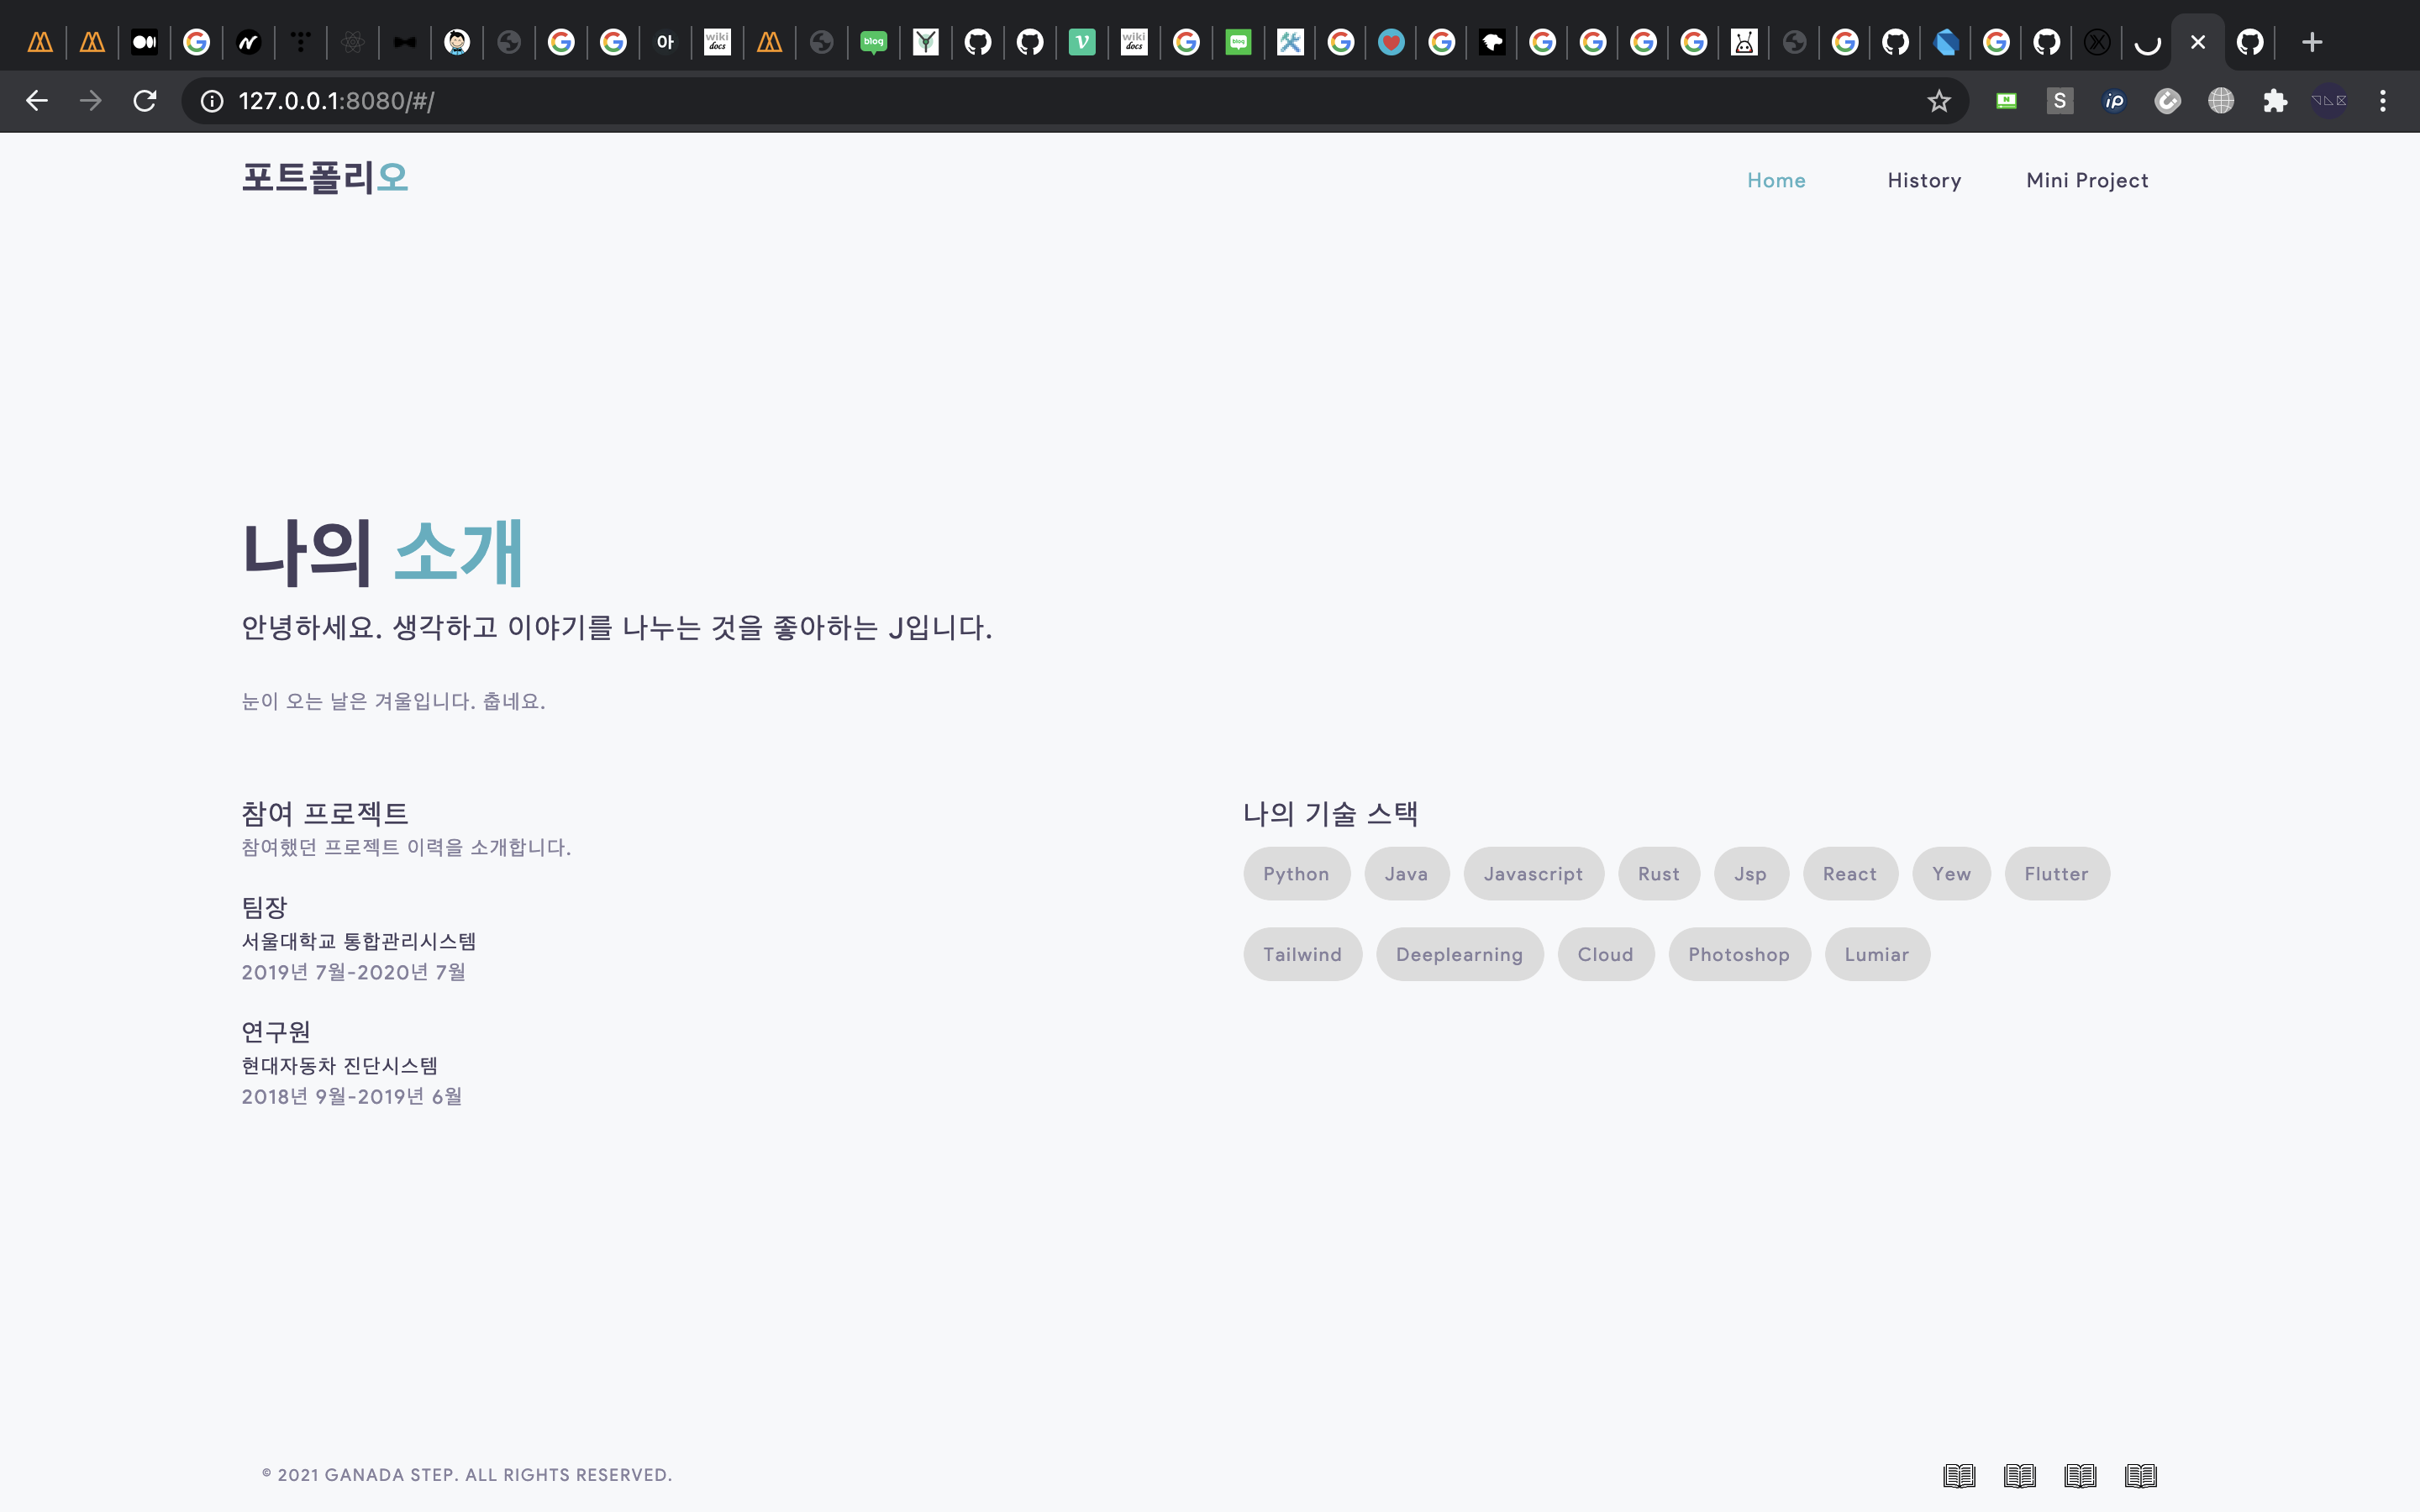 아
wiki docs
blog
V
wiki docs
blog
127.0.0.1:8080/#/
N
S
iP
포트폴리오
Home
History
Mini Project
나의 소개
안녕하세요. 생각하고 이야기를 나누는 것을 좋아하는 J입니다.
눈이 오는 날은 겨울입니다. 춥네요.
참여 프로젝트
참여했던 프로젝트 이력을 소개합니다.
팀장
서울대학교 통합관리시스템
2019년 7월-2020년 7월
연구원
현대자동차 진단시스템
2018년 9월-2019년 6월
나의 기술 스택
Python Java Javascript Rust Jsp React Yew Flutter
Tailwind Deeplearning Cloud Photoshop Lumiar
© 2021 GANADA STEP. ALL RIGHTS RESERVED.